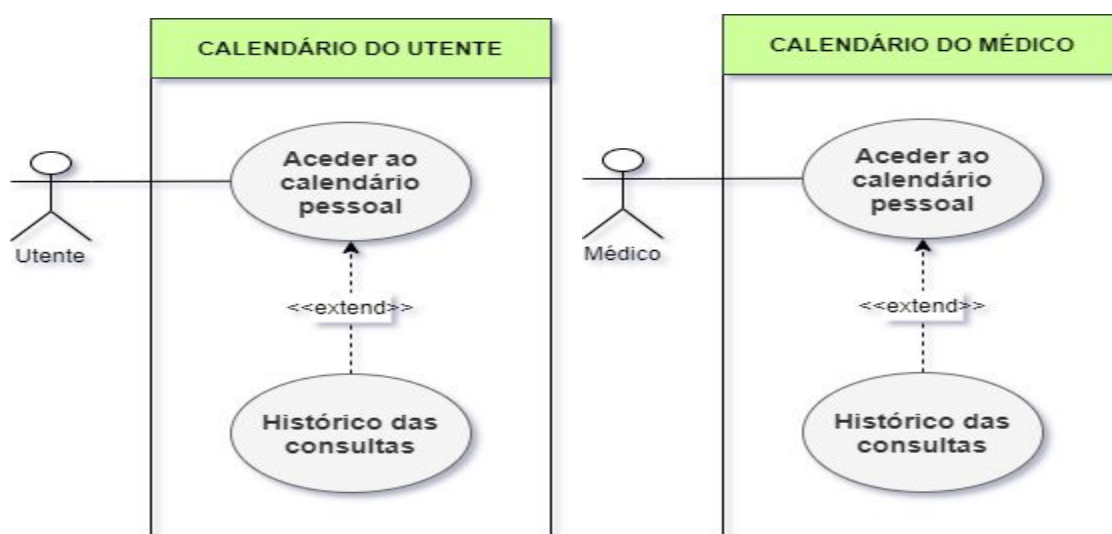 CALENDÁRIO DO UTENTE
Aceder ao
calendário
pessoal
Utente
<<extend>>
Histórico das
consultas
CALENDÁRIO DO MÉDICO
Aceder ao
calendário
pessoal
Médico
<<extend>>
Histórico das
consultas